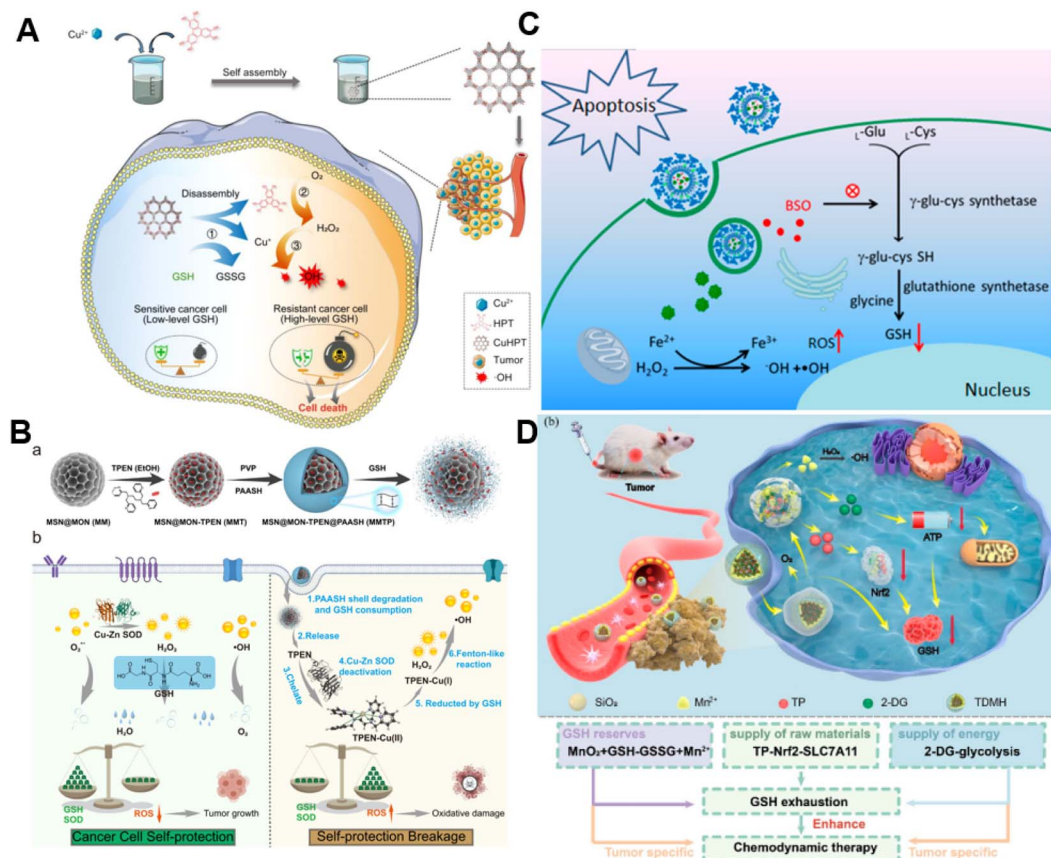 A
Cu²⁺
Self assembly
Disassembly
O₂
②
H₂O₂
①
Cu⁺
③
GSH
GSSG
·OH
Sensitive cancer cell
(Low-level GSH)
Resistant cancer cell
(High-level GSH)
Cell death
Cu²⁺
HPT
CuHPT
Tumor
·OH
C
Apoptosis
L-Glu
L-Cys
BSO
γ-glu-cys synthetase
γ-glu-cys SH
glycine
glutathione synthetase
GSH
Fe²⁺
Fe³⁺
ROS
H₂O₂
⁻OH +•OH
Nucleus
B
a
TPEN (EtOH)
PVP
PAASH
GSH
MSN@MON (MM)
MSN@MON-TPEN (MMT)
MSN@MON-TPEN@PAASH (MMTP)
b
Cu-Zn SOD
O₂•⁻
H₂O₂
•OH
HS
GSH
H₂O
O₂
GSH
SOD
ROS
Tumor growth
Cancer Cell Self-protection
1.PAASH shell degradation
and GSH consumption
2.Release
TPEN
3.Chelate
4.Cu-Zn SOD
deactivation
TPEN-Cu(II)
5. Reducted by GSH
TPEN-Cu(I)
H₂O₂
6.Fenton-like
reaction
•OH
GSH
SOD
ROS
Oxidative damage
Self-protection Breakage
D
(b)
Tumor
H₂O₂
·OH
ATP
O₂
Nrf2
GSH
SiO₂
Mn²⁺
TP
2-DG
TDMH
GSH reserves
MnO₂+GSH-GSSG+Mn²⁺
supply of raw materials
TP-Nrf2-SLC7A11
supply of energy
2-DG-glycolysis
GSH exhaustion
Enhance
Chemodynamic therapy
Tumor specific
Tumor specific